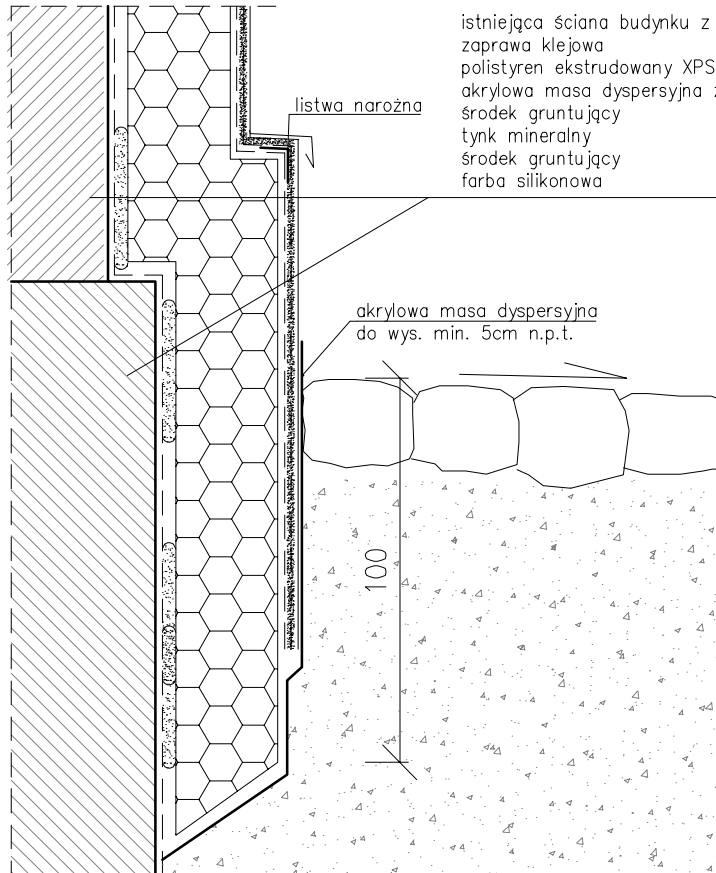 istniejąca ściana budynku z
zaprawa klejowa
polistyren ekstrudowany XPS
akrylowa masa dyspersyjna z
środek gruntujący
tynk mineralny
środek gruntujący
farba silikonowa
listwa narożna
akrylowa masa dyspersyjna
do wys. min. 5cm n.p.t.
100